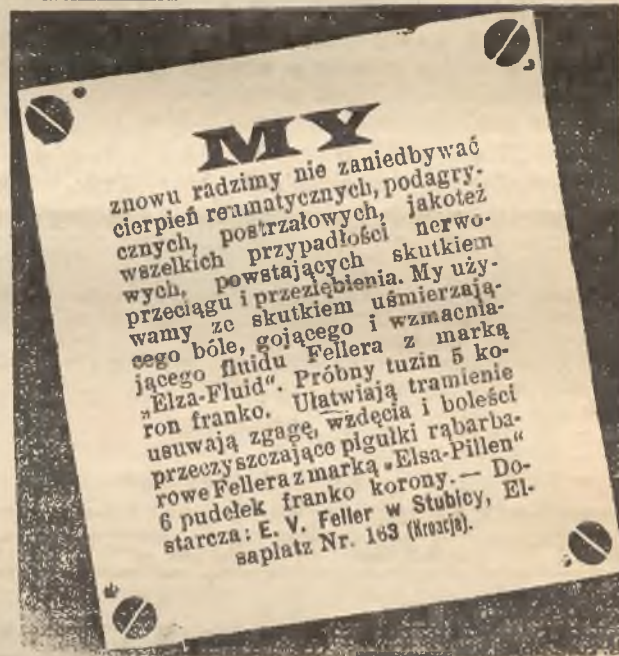 MY
znowu radzimy nie zaniedbywać
cierpień reumatycznych, podagry-
cznych, postrzałowych, jakoteż
wszelkich przypadłości nerwo-
wych, powstających skutkiem
przeciągu i przeziębienia. My uży-
wamy ze skutkiem uśmierzają-
cego bóle, gojącego i wzmacnia-
jącego fluidu Fellera z marką
„Elza-Fluid“. Próbny tuzin 5 ko-
ron franko. Ułatwiają tramienie
usuwają zgagę, wzdęcia i boleści
przeczyszczające pigułki rąbarba-
rowe Fellera z marką „Elsa-Pillen“
6 pudełek franko korony. — Do-
starcza: E. V. Feller w Stubicy, El-
saplatz Nr. 163 (Kroacja).